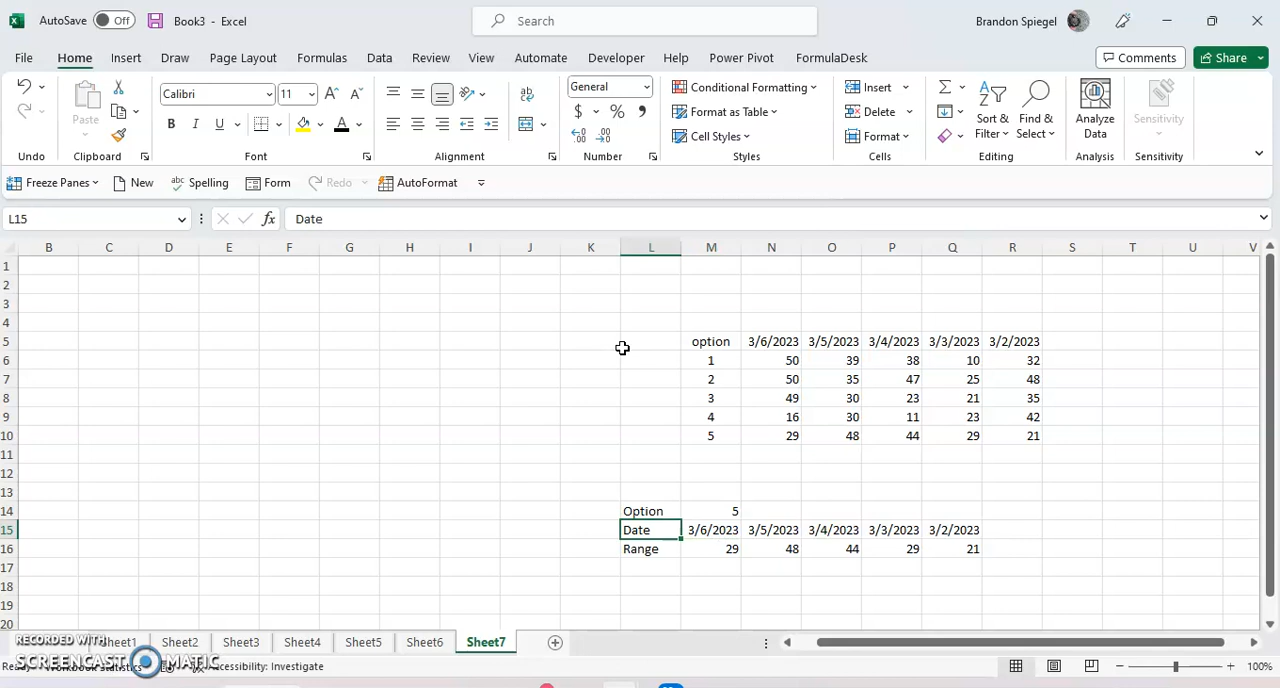 AutoSave Off Book3 - Excel Search Brandon Spiegel
File Home Insert Draw Page Layout Formulas Data Review View Automate Developer Help Power Pivot FormulaDesk Comments Share
Calibri 11 General Conditional Formatting Insert
Paste B I U $ % Format as Table Delete Sort & Filter Find & Select Analyze Data Sensitivity
Cell Styles Format
Undo Clipboard Font Alignment Number Styles Cells Editing Analysis Sensitivity
Freeze Panes New Spelling Form Redo AutoFormat
L15 fx Date
B C D E F G H I J K L M N O P Q R S T U V
1
2
3
4
5 option 3/6/2023 3/5/2023 3/4/2023 3/3/2023 3/2/2023
6 1 50 39 38 10 32
7 2 50 35 47 25 48
8 3 49 30 23 21 35
9 4 16 30 11 23 42
10 5 29 48 44 29 21
11
12
13
14 Option 5
15 Date 3/6/2023 3/5/2023 3/4/2023 3/3/2023 3/2/2023
16 Range 29 48 44 29 21
17
18
19
20
RECORDED WITH Sheet1 Sheet2 Sheet3 Sheet4 Sheet5 Sheet6 Sheet7
SCREENCAST MATIC Accessibility: Investigate 100%